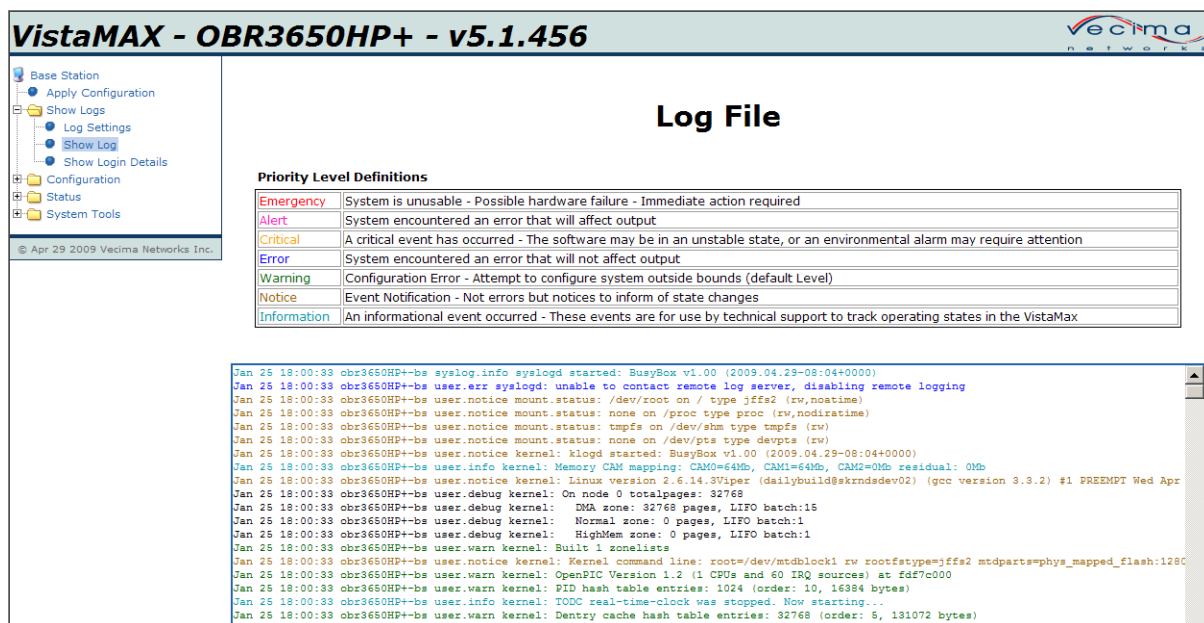 VistaMAX - OBR3650HP+ - v5.1.456
vecima
networks
Base Station
Apply Configuration
Show Logs
Log Settings
Show Log
Show Login Details
Configuration
Status
System Tools
© Apr 29 2009 Vecima Networks Inc.
Log File
Priority Level Definitions
Emergency System is unusable - Possible hardware failure - Immediate action required
Alert System encountered an error that will affect output
Critical A critical event has occurred - The software may be in an unstable state, or an environmental alarm may require attention
Error System encountered an error that will not affect output
Warning Configuration Error - Attempt to configure system outside bounds (default Level)
Notice Event Notification - Not errors but notices to inform of state changes
Information An informational event occurred - These events are for use by technical support to track operating states in the VistaMax
Jan 25 18:00:33 obr3650HP+-bs syslog.info syslogd started: BusyBox v1.00 (2009.04.29-08:04+0000)
Jan 25 18:00:33 obr3650HP+-bs user.err syslogd: unable to contact remote log server, disabling remote logging
Jan 25 18:00:33 obr3650HP+-bs user.notice mount.status: /dev/root on / type jffs2 (rw,noatime)
Jan 25 18:00:33 obr3650HP+-bs user.notice mount.status: none on /proc type proc (rw,nodiratime)
Jan 25 18:00:33 obr3650HP+-bs user.notice mount.status: tmpfs on /dev/shm type tmpfs (rw)
Jan 25 18:00:33 obr3650HP+-bs user.notice mount.status: none on /dev/pts type devpts (rw)
Jan 25 18:00:33 obr3650HP+-bs user.notice kernel: klogd started: BusyBox v1.00 (2009.04.29-08:04+0000)
Jan 25 18:00:33 obr3650HP+-bs user.info kernel: Memory CAM mapping: CAM0=64Mb, CAM1=64Mb, CAM2=0Mb residual: 0Mb
Jan 25 18:00:33 obr3650HP+-bs user.notice kernel: Linux version 2.6.14.3Viper (dailybuild@skrndsdev02) (gcc version 3.3.2) #1 PREEMPT Wed Apr
Jan 25 18:00:33 obr3650HP+-bs user.debug kernel: On node 0 totalpages: 32768
Jan 25 18:00:33 obr3650HP+-bs user.debug kernel: DMA zone: 32768 pages, LIFO batch:15
Jan 25 18:00:33 obr3650HP+-bs user.debug kernel: Normal zone: 0 pages, LIFO batch:1
Jan 25 18:00:33 obr3650HP+-bs user.debug kernel: HighMem zone: 0 pages, LIFO batch:1
Jan 25 18:00:33 obr3650HP+-bs user.warn kernel: Built 1 zonelists
Jan 25 18:00:33 obr3650HP+-bs user.notice kernel: Kernel command line: root=/dev/mtdblock1 rw rootfstype=jffs2 mtdparts=phys_mapped_flash:1280
Jan 25 18:00:33 obr3650HP+-bs user.warn kernel: OpenPIC Version 1.2 (1 CPUs and 60 IRQ sources) at fdf7c000
Jan 25 18:00:33 obr3650HP+-bs user.warn kernel: PID hash table entries: 1024 (order: 10, 16384 bytes)
Jan 25 18:00:33 obr3650HP+-bs user.info kernel: TODC real-time-clock was stopped. Now starting...
Jan 25 18:00:33 obr3650HP+-bs user.warn kernel: Dentry cache hash table entries: 32768 (order: 5, 131072 bytes)